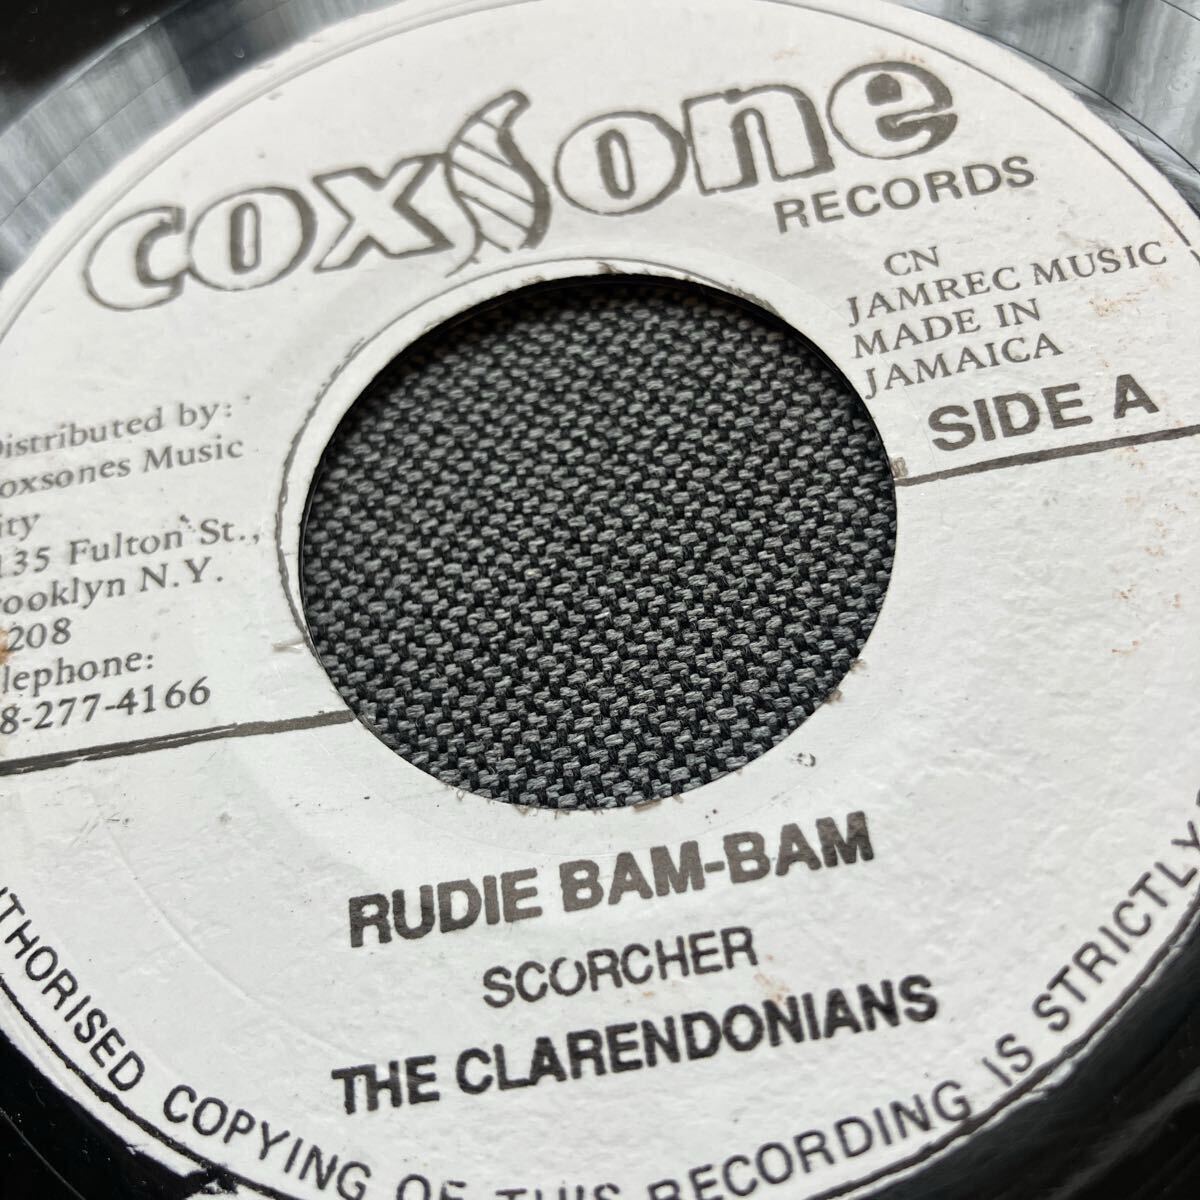 coxsone
RECORDS
CN
JAMREC MUSIC
MADE IN
JAMAICA
SIDE A
Distributed by:
oxsones Music
ity
135 Fulton St.,
rooklyn N.Y.
208
lephone:
8-277-4166
RUDIE BAM-BAM
SCORCHER
THE CLARENDONIANS
THORISED COPYING OF THIS RECORDING IS STRICTLY